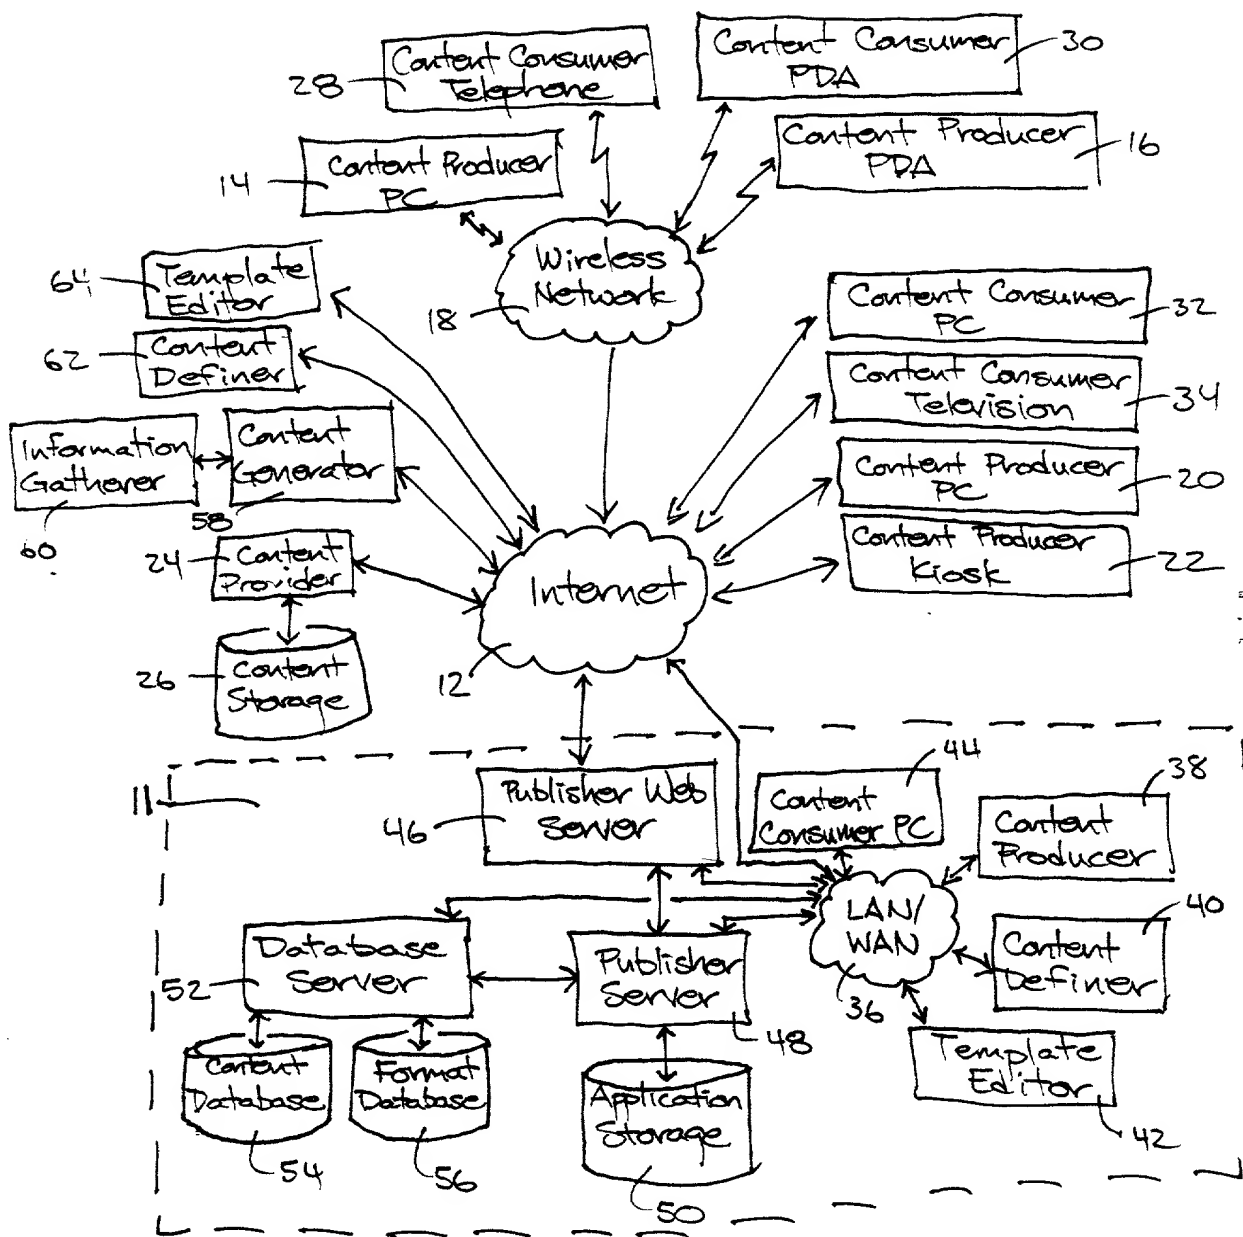 Content Consumer
Telephone
28
Content Consumer
PDA
30
Content Producer
PC
14
Content Producer
PDA
16
Wireless
Network
18
Template
Editor
64
Content
Definer
62
Information
Gatherer
60
Content
Generator
58
Content
Provider
24
Content
Storage
26
Internet
12
Content Consumer
PC
32
Content Consumer
Television
34
Content Producer
PC
20
Content Producer
Kiosk
22
11
Publisher Web
Server
46
Content
Consumer PC
44
Content
Producer
38
LAN/
WAN
36
Content
Definer
40
Template
Editor
42
Database
Server
52
Publisher
Server
48
Content
Database
54
Format
Database
56
Application
Storage
50